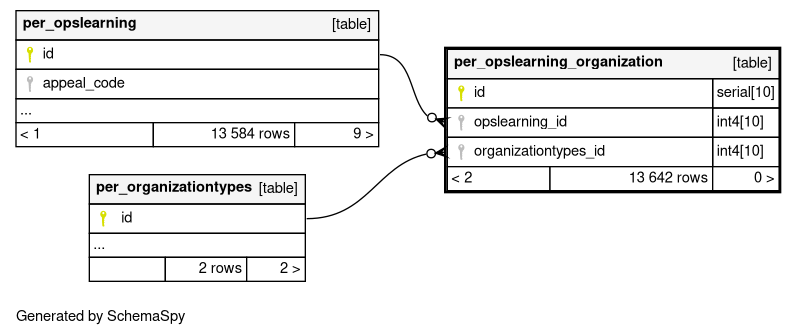 per_opslearning [table]
id
appeal_code
...
< 1 13 584 rows 9 >
per_opslearning_organization [table]
id serial[10]
opslearning_id int4[10]
organizationtypes_id int4[10]
< 2 13 642 rows 0 >
per_organizationtypes [table]
id
...
2 rows 2 >
Generated by SchemaSpy